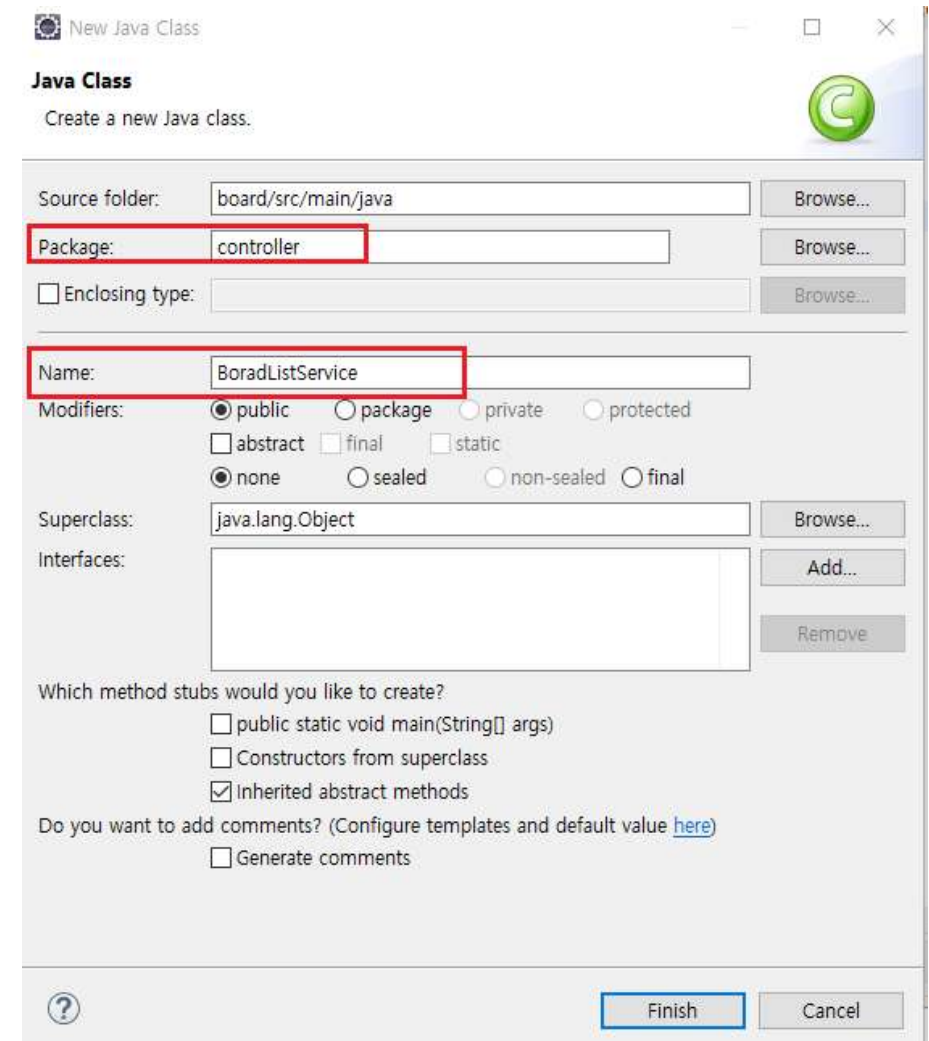 New Java Class
Java Class
Create a new Java class.
Source folder: board/src/main/java Browse...
Package: controller Browse...
Enclosing type: Browse...
Name: BoradListService
Modifiers: public package private protected
abstract final static
none sealed non-sealed final
Superclass: java.lang.Object Browse...
Interfaces: Add...
Remove
Which method stubs would you like to create?
public static void main(String[] args)
Constructors from superclass
Inherited abstract methods
Do you want to add comments? (Configure templates and default value here)
Generate comments
Finish Cancel